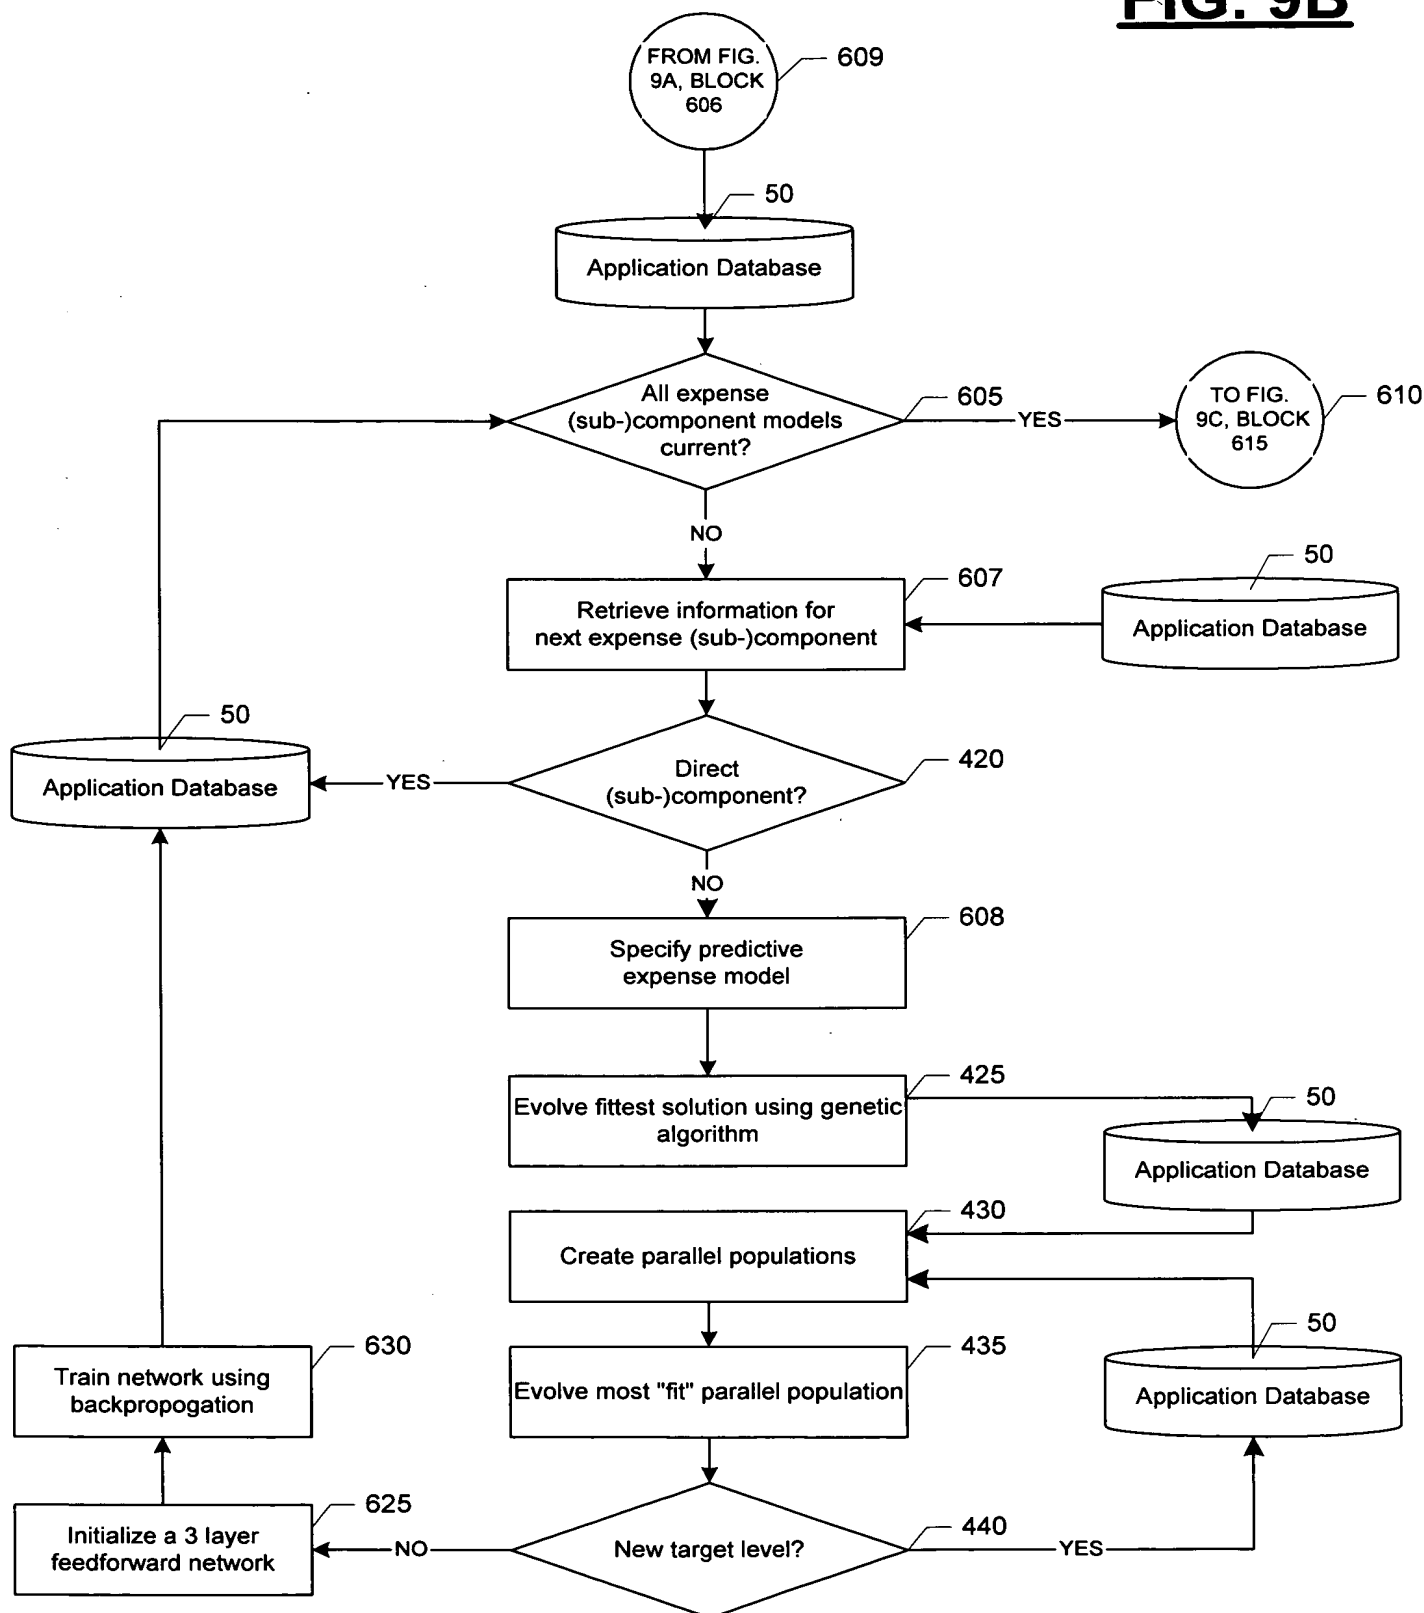 FIG. 9B
FROM FIG.
9A, BLOCK
606
609
50
Application Database
All expense
(sub-)component models
current?
605
YES
TO FIG.
9C, BLOCK
615
610
NO
Retrieve information for
next expense (sub-)component
607
50
Application Database
50
Application Database
YES
Direct
(sub-)component?
420
NO
Specify predictive
expense model
608
Evolve fittest solution using genetic
algorithm
425
50
Application Database
Create parallel populations
430
Evolve most "fit" parallel population
435
50
Application Database
Train network using
backpropogation
630
Initialize a 3 layer
feedforward network
625
NO
New target level?
440
YES